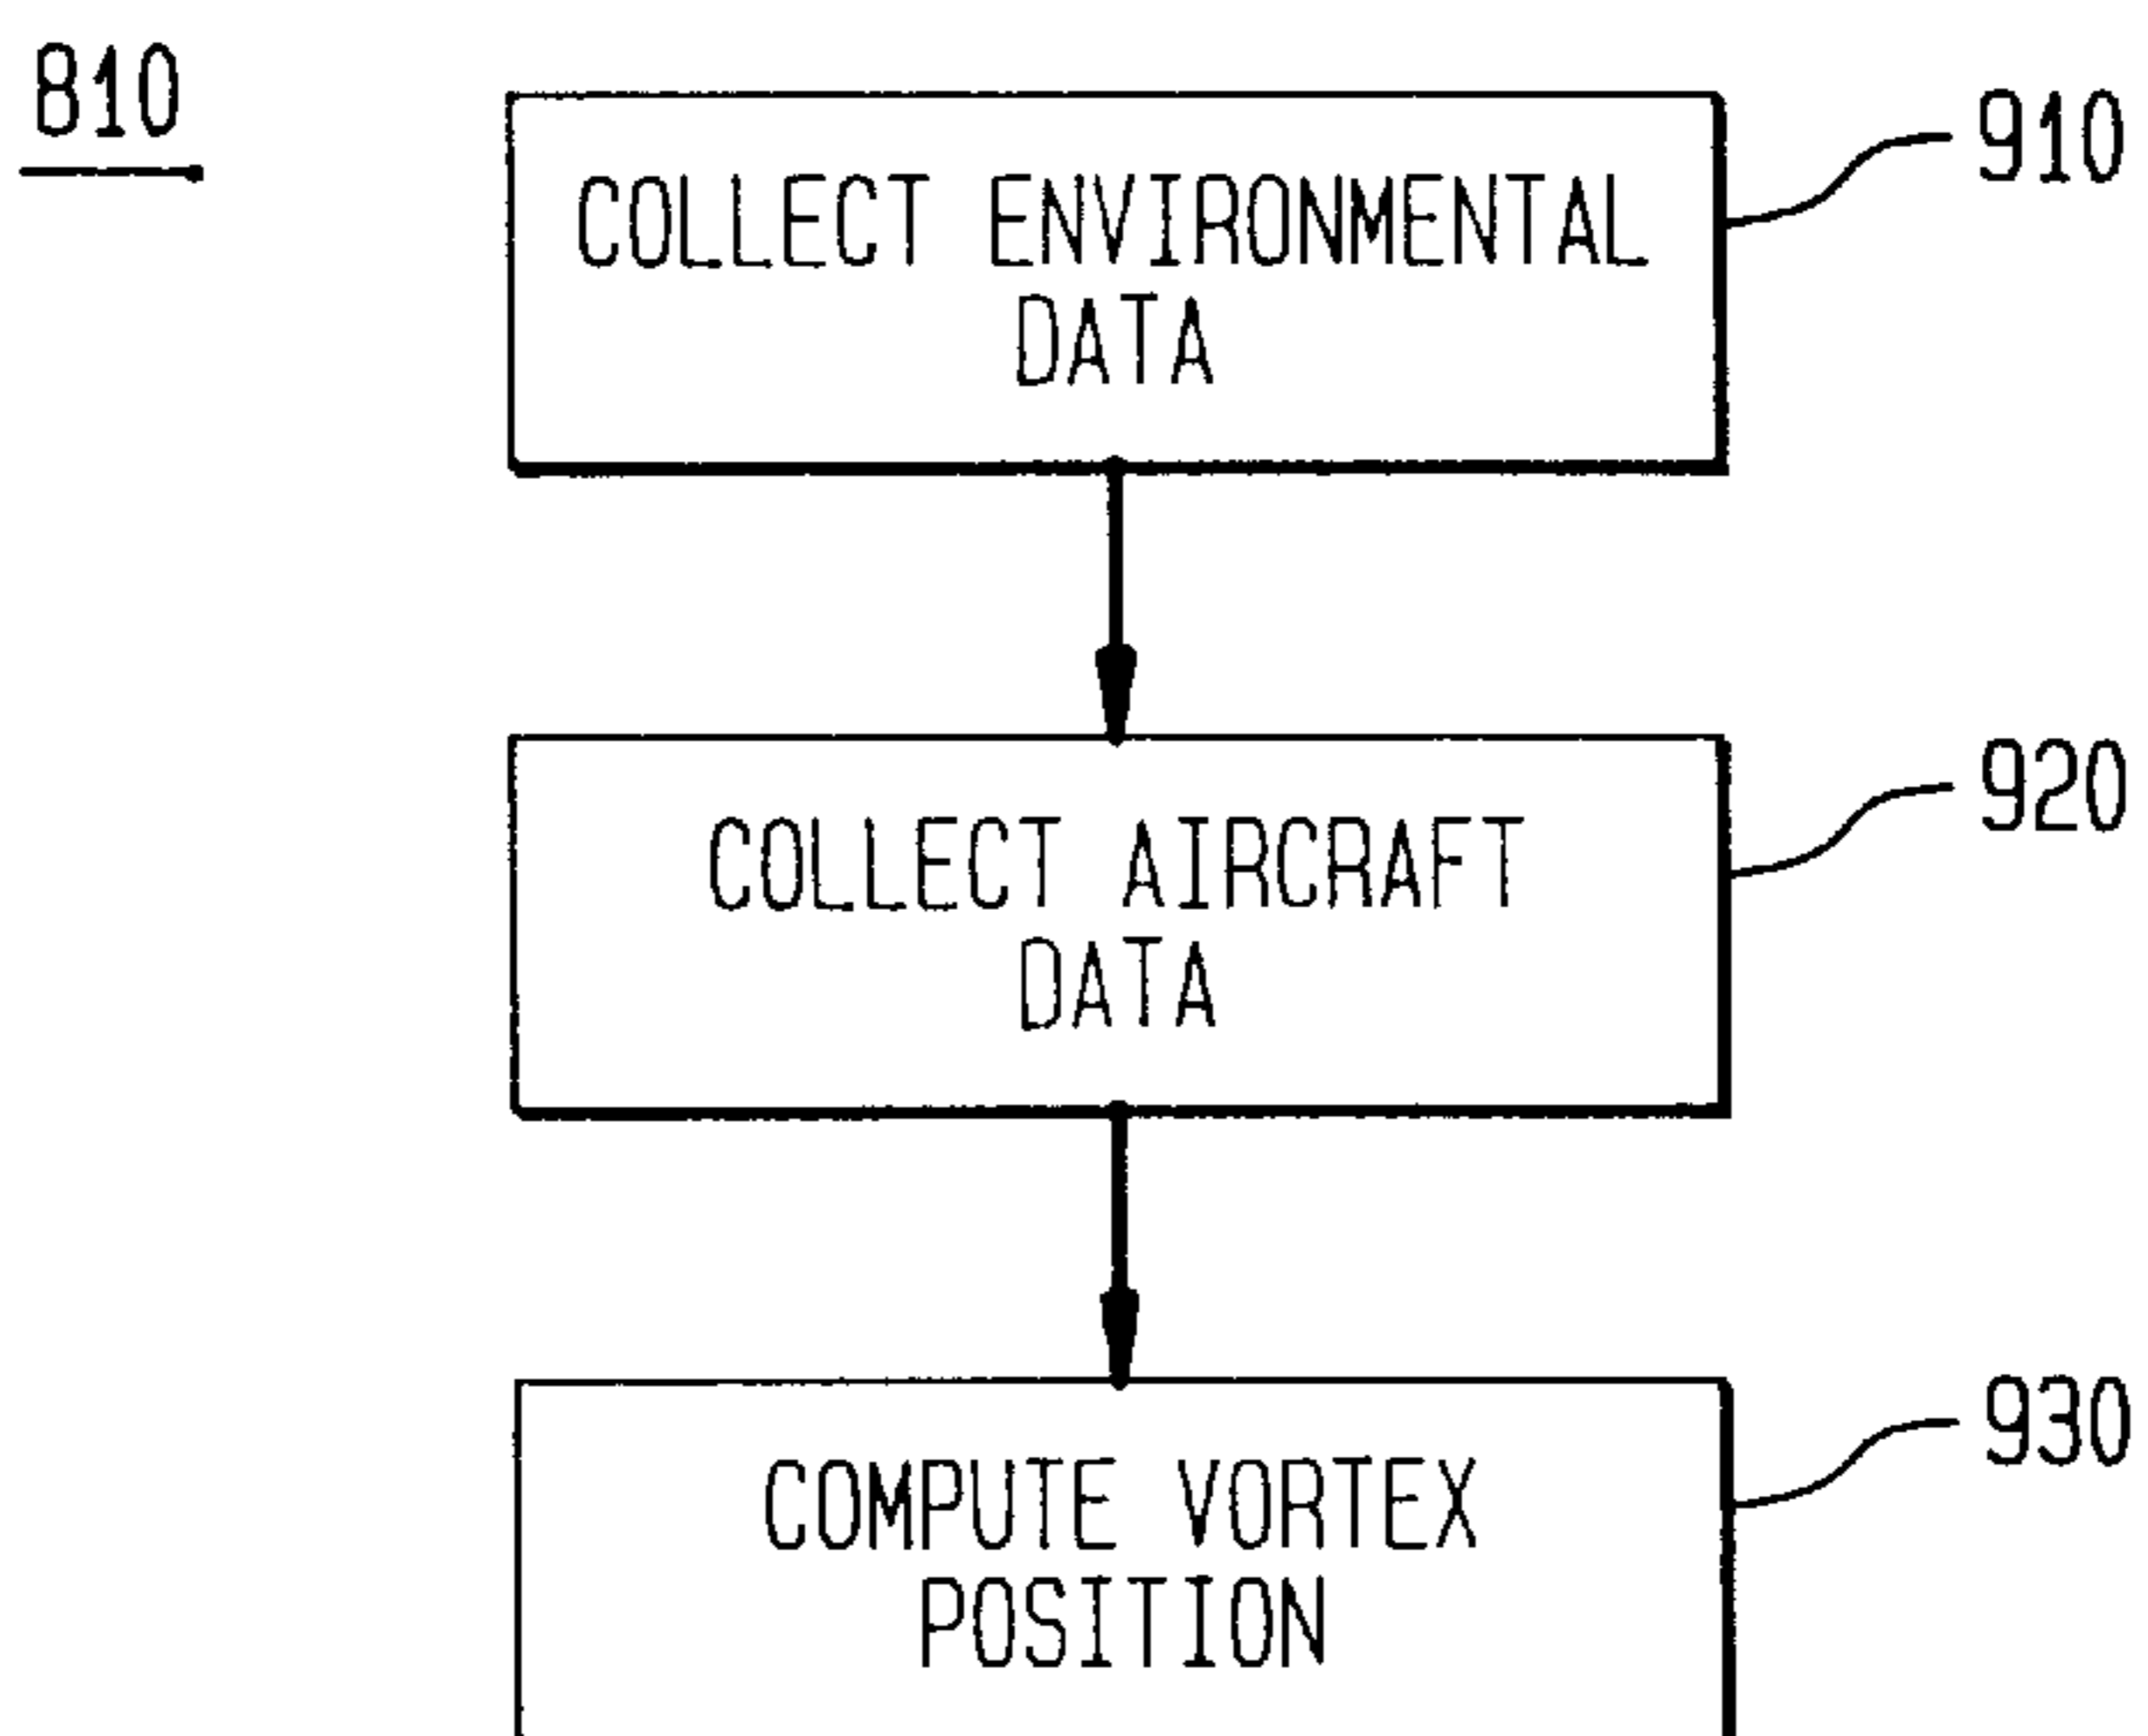 810
COLLECT ENVIRONMENTAL
DATA
910
COLLECT AIRCRAFT
DATA
920
COMPUTE VORTEX
POSITION
930